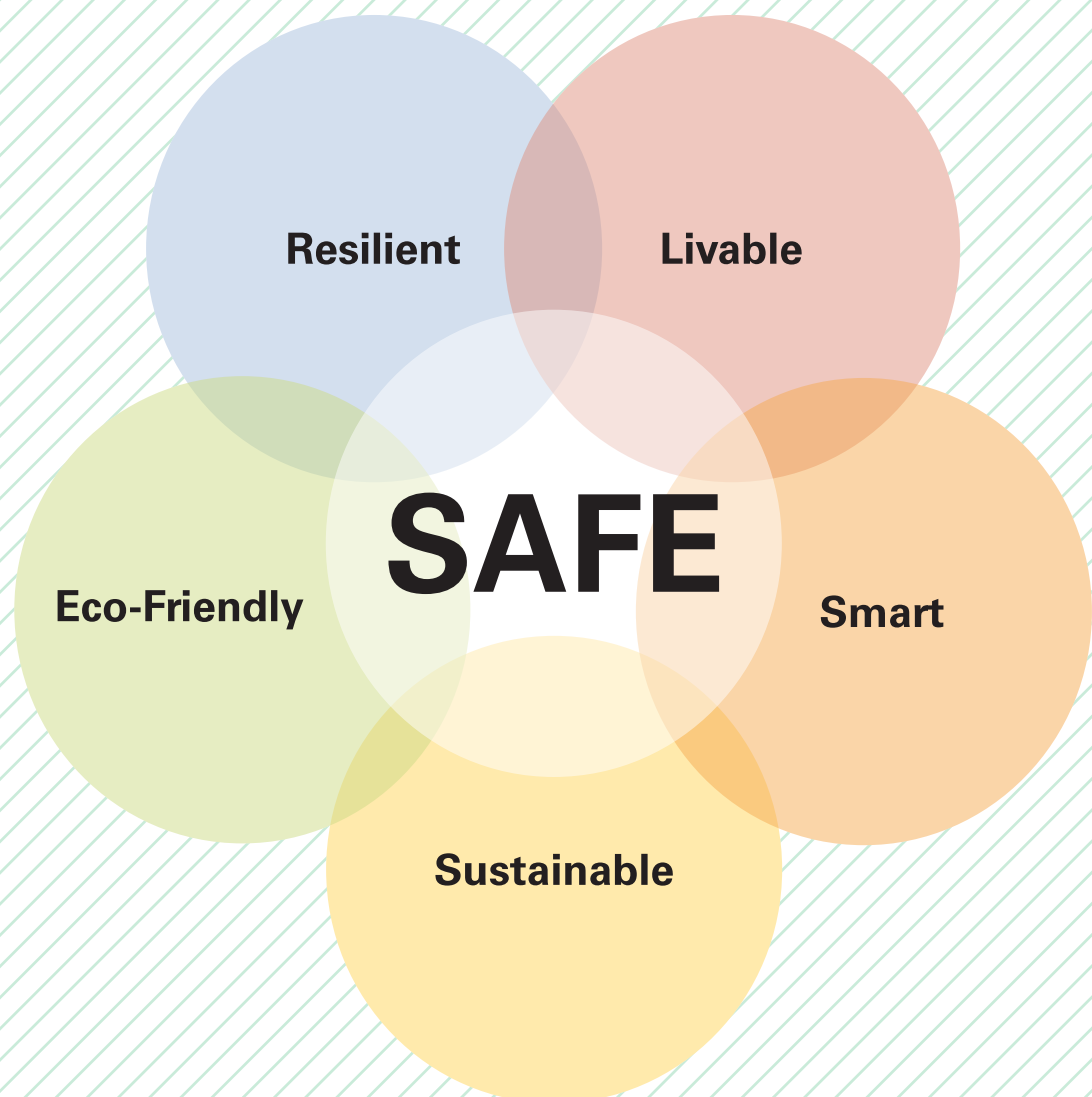 Resilient
Livable
SAFE
Eco-Friendly
Smart
Sustainable